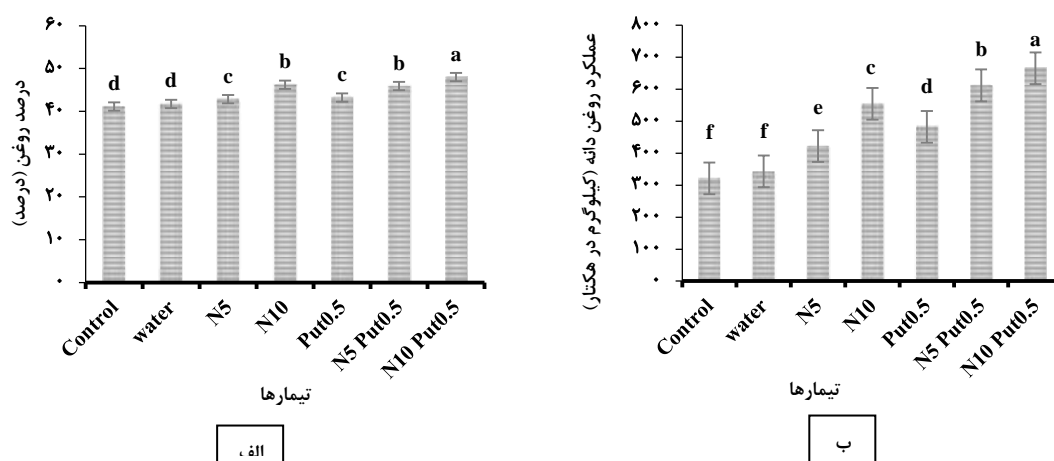 درصد روغن (درصد)
۶۰
۵۰
۴۰
۳۰
۲۰
۱۰
۰
d
d
c
b
c
b
a
Control
water
N5
N10
Put0.5
N5 Put0.5
N10 Put0.5
تیمارها
الف
عملکرد روغن دانه (کیلوگرم در هکتار)
۸۰۰
۷۰۰
۶۰۰
۵۰۰
۴۰۰
۳۰۰
۲۰۰
۱۰۰
۰
f
f
e
c
d
b
a
Control
water
N5
N10
Put0.5
N5 Put0.5
N10 Put0.5
تیمارها
ب